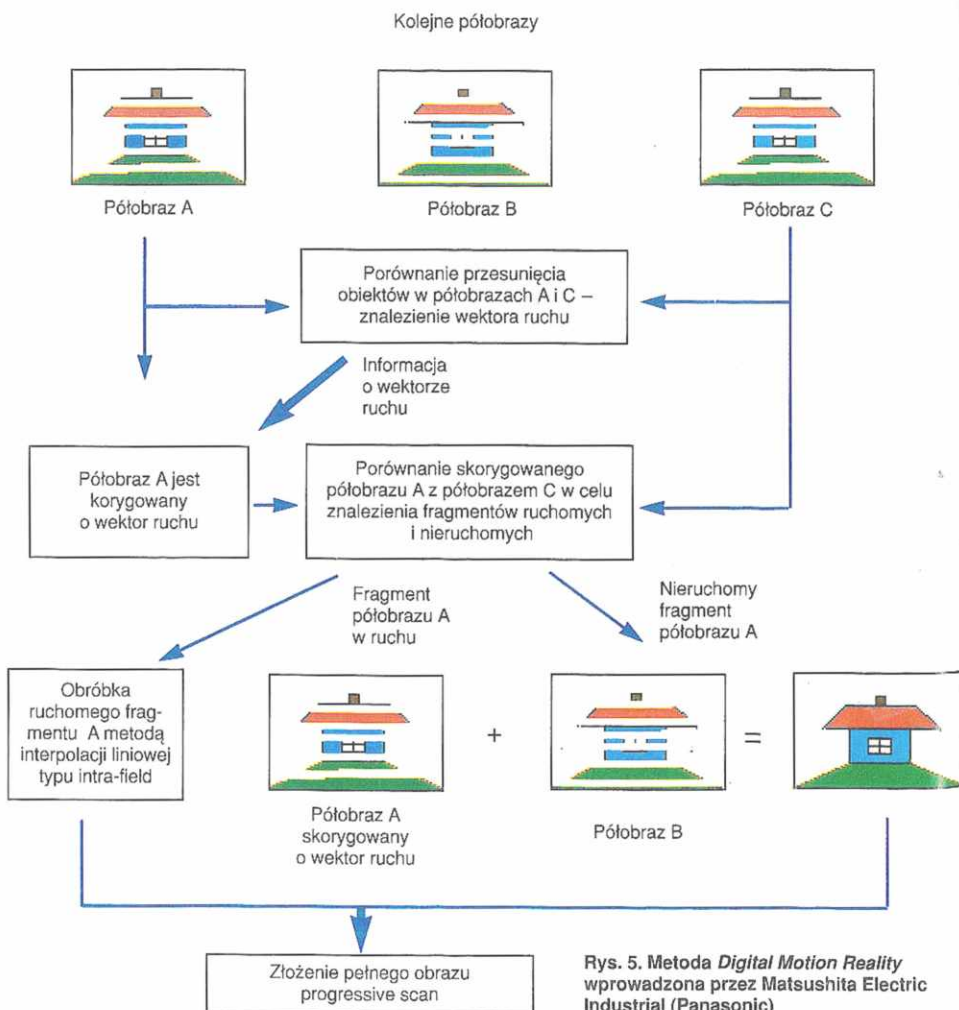 Kolejne półobrazy
Półobraz A
Półobraz B
Półobraz C
Porównanie przesunięcia
obiektów w półobrazach A i C –
znalezienie wektora ruchu
Informacja
o wektorze
ruchu
Półobraz A jest
korygowany
o wektor ruchu
Porównanie skorygowanego
półobrazu A z półobrazem C w celu
znalezienia fragmentów ruchomych
i nieruchomych
Fragment
półobrazu A
w ruchu
Nieruchomy
fragment
półobrazu A
Obróbka
ruchomego frag-
mentu A metodą
interpolacji liniowej
typu intra-field
+
=
Półobraz A
skorygowany
o wektor ruchu
Półobraz B
Złożenie pełnego obrazu
progressive scan
Rys. 5. Metoda Digital Motion Reality
wprowadzona przez Matsushita Electric
Industrial (Panasonic)